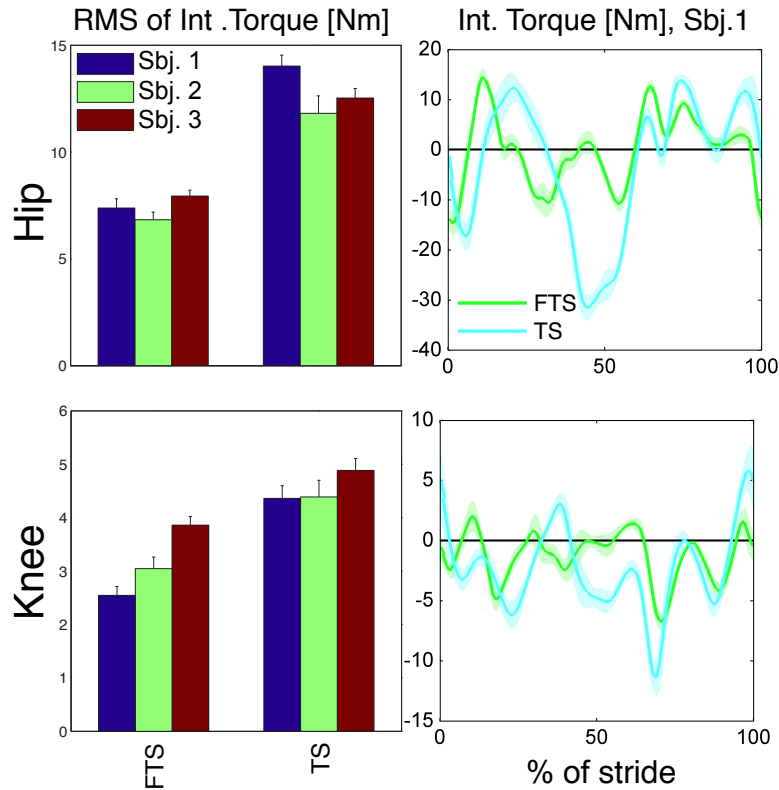 RMS of Int .Torque [Nm]
Int. Torque [Nm], Sbj.1
Hip
15
10
5
0
Sbj. 1
Sbj. 2
Sbj. 3
20
10
0
-10
-20
-30
-40
FTS
TS
0
50
100
Knee
6
5
4
3
2
1
0
FTS
TS
10
5
0
-5
-10
-15
0
50
100
% of stride